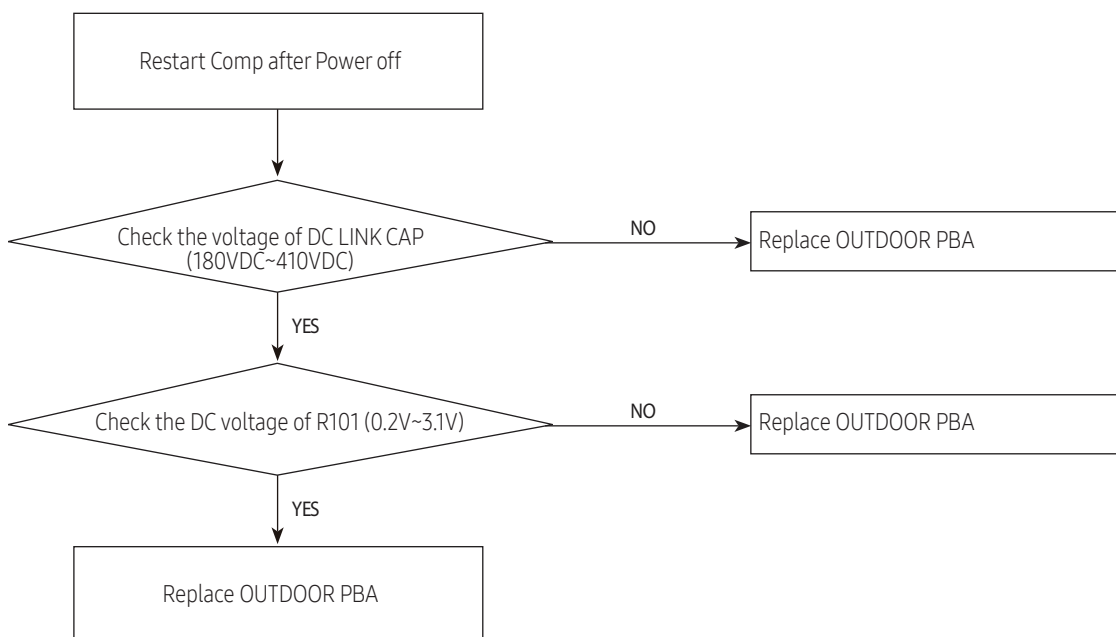 Restart Comp after Power off
Check the voltage of DC LINK CAP
(180VDC~410VDC)
NO
Replace OUTDOOR PBA
YES
Check the DC voltage of R101 (0.2V~3.1V)
NO
Replace OUTDOOR PBA
YES
Replace OUTDOOR PBA